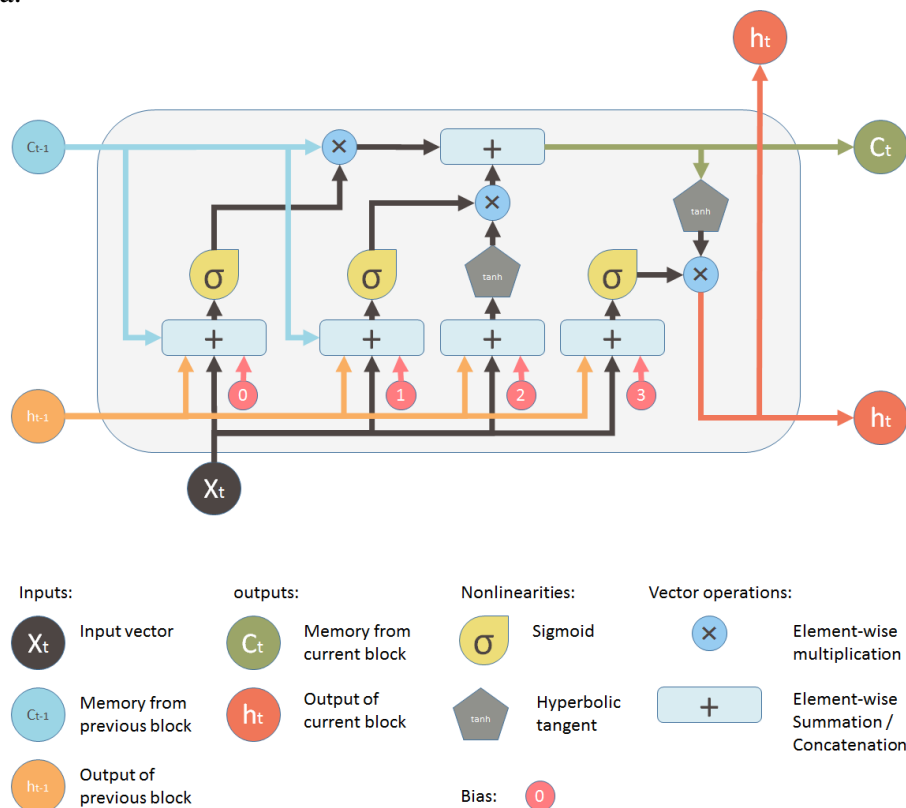 ht
Ct-1
×
+
Ct
×
tanh
σ
σ
tanh
σ
×
+
+
+
+
0
1
2
3
ht-1
ht
Xt
Inputs:
outputs:
Nonlinearities:
Vector operations:
Xt
Input vector
Ct
Memory from
current block
σ
Sigmoid
×
Element-wise
multiplication
Ct-1
Memory from
previous block
ht
Output of
current block
tanh
Hyperbolic
tangent
+
Element-wise
Summation /
Concatenation
ht-1
Output of
previous block
Bias:
0